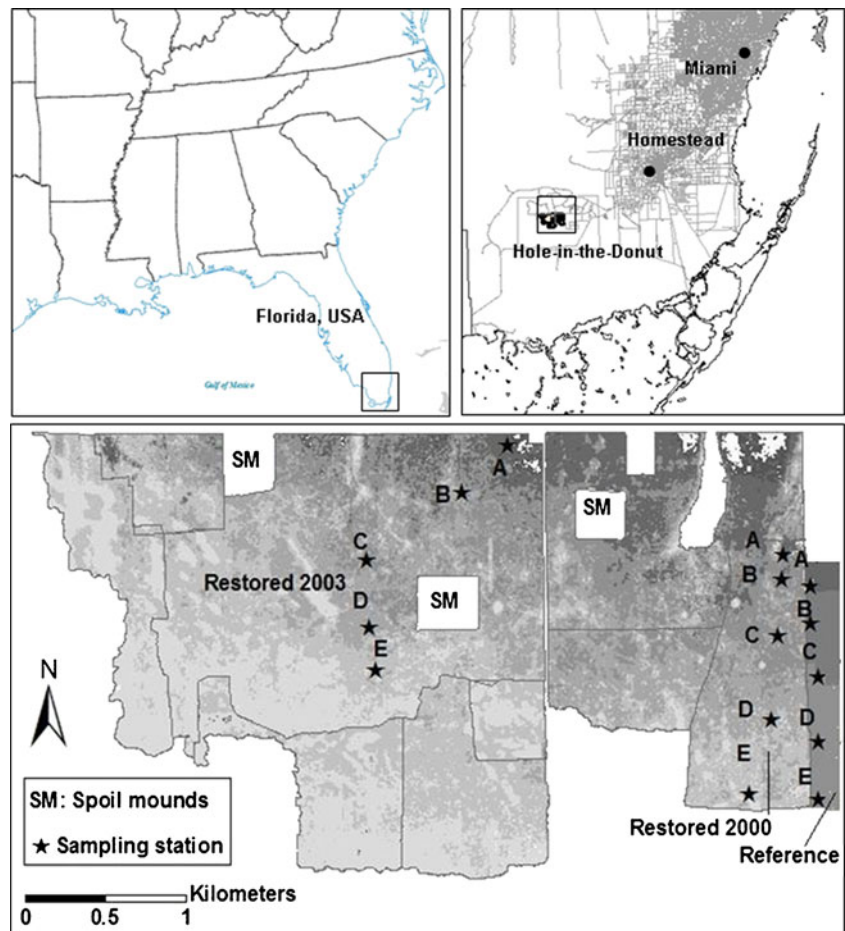 Florida, USA
Gulf of Mexico
Miami
Homestead
Hole-in-the-Donut
SM
A
B
SM
C
A
A
B
Restored 2003
SM
B
D
C
C
E
N
D
D
E
E
SM: Spoil mounds
Restored 2000
★ Sampling station
Reference
Kilometers
0 0.5 1